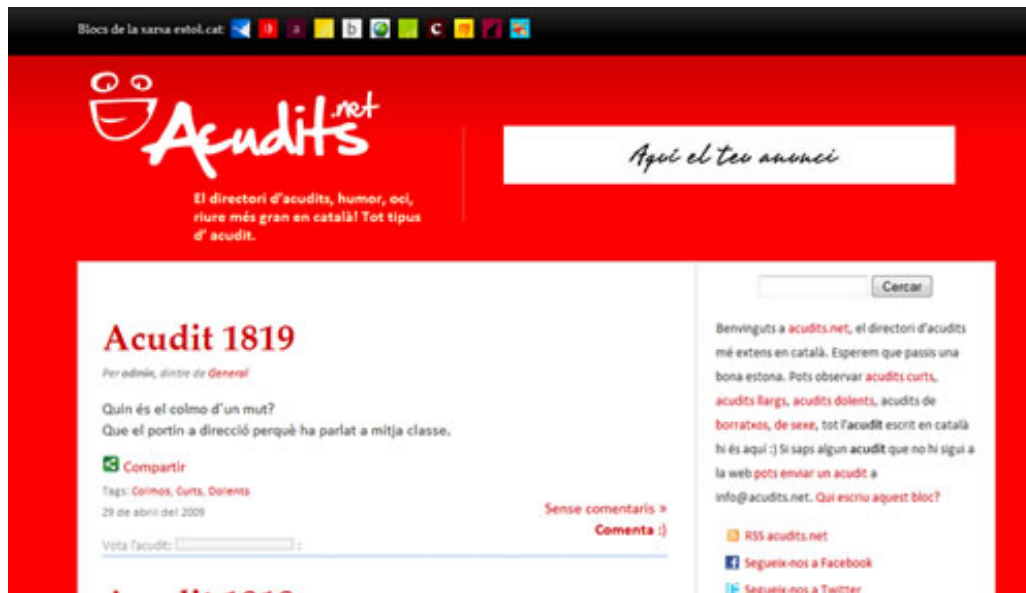 Blocs de la xarxa estol.cat:
b
c
Acudits.net
Aquí el teu anunci
El directori d'acudits, humor, oci,
riure més gran en català! Tot tipus
d' acudit.
Acudit 1819
Per admin, dintre de General
Quin és el colmo d'un mut?
Que el portin a direcció perquè ha parlat a mitja classe.
Compartir
Tags: Colmos, Curts, Dolents
29 de abril del 2009
Vota l'acudit: :
Sense comentaris »
Comenta :)
Cercar
Benvinguts a acudits.net, el directori d'acudits
mé extens en català. Esperem que passis una
bona estona. Pots observar acudits curts,
acudits llargs, acudits dolents, acudits de
borratxos, de sexe, tot l'acudit escrit en català
hi és aquí :) Si saps algun acudit que no hi sigui a
la web pots enviar un acudit a
info@acudits.net. Qui escriu aquest bloc?
RSS acudits.net
Segueix-nos a Facebook
Segueix-nos a Twitter